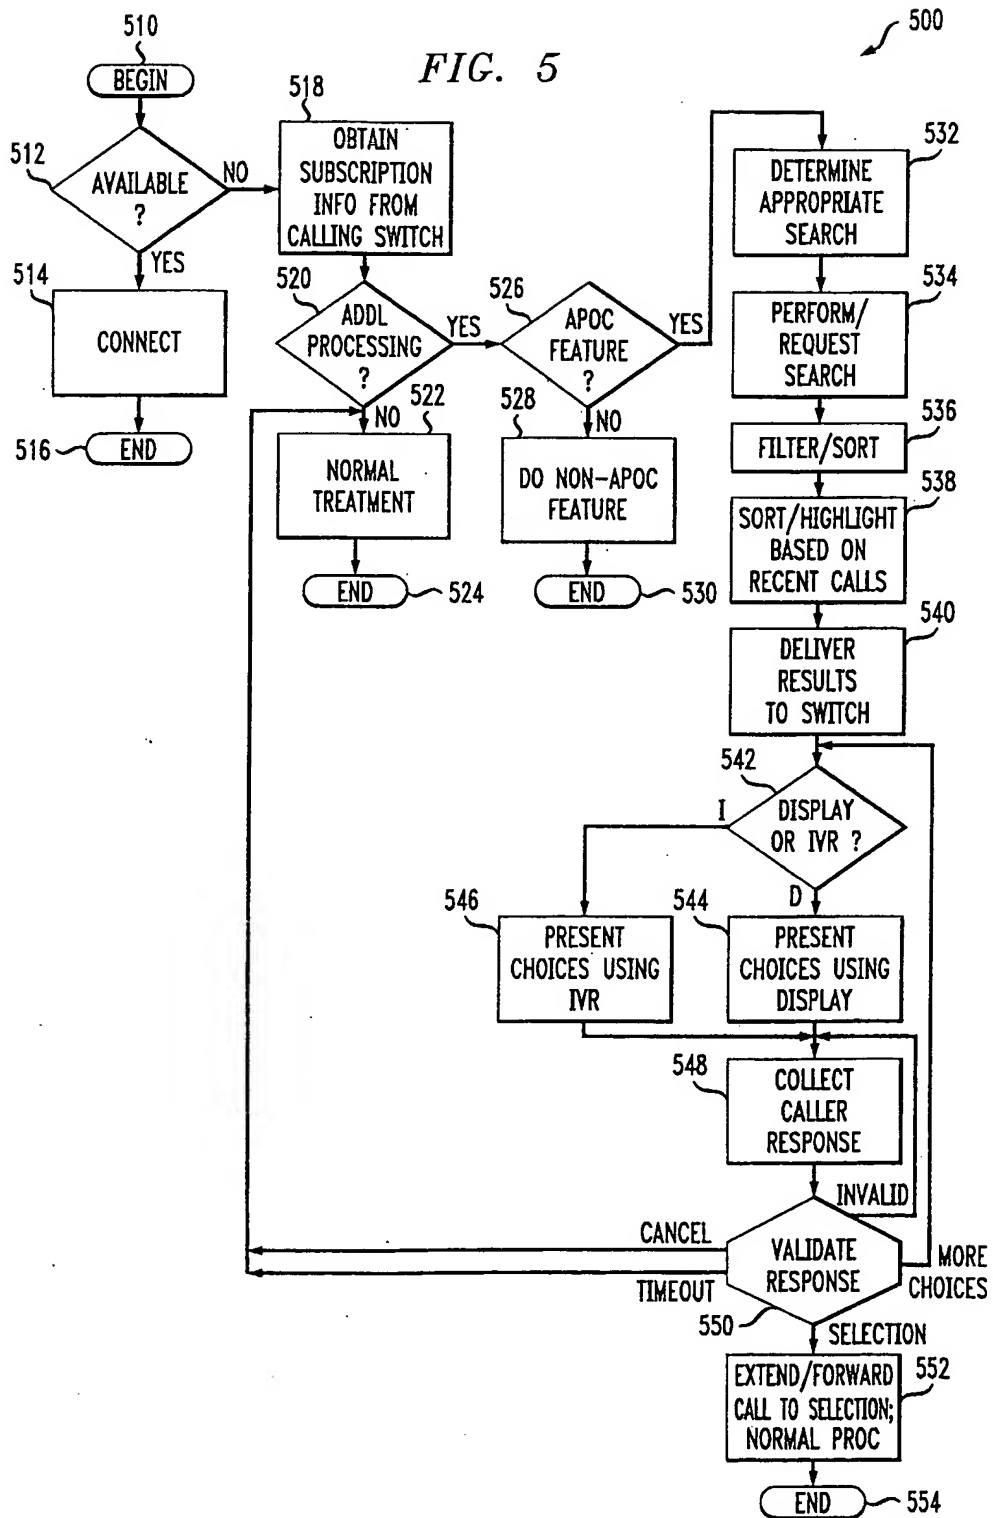 FIG. 5
500
510
BEGIN
512
AVAILABLE
?
NO
YES
514
CONNECT
516
END
518
OBTAIN
SUBSCRIPTION
INFO FROM
CALLING SWITCH
520
ADDL
PROCESSING
?
YES
NO
522
NORMAL
TREATMENT
END
524
526
APOC
FEATURE
?
YES
NO
528
DO NON-APOC
FEATURE
END
530
532
DETERMINE
APPROPRIATE
SEARCH
534
PERFORM/
REQUEST
SEARCH
536
FILTER/SORT
538
SORT/HIGHLIGHT
BASED ON
RECENT CALLS
540
DELIVER
RESULTS
TO SWITCH
542
DISPLAY
OR IVR ?
I
D
546
PRESENT
CHOICES USING
IVR
544
PRESENT
CHOICES USING
DISPLAY
548
COLLECT
CALLER
RESPONSE
INVALID
CANCEL
TIMEOUT
VALIDATE
RESPONSE
MORE
CHOICES
550
SELECTION
552
EXTEND/FORWARD
CALL TO SELECTION;
NORMAL PROC
END
554